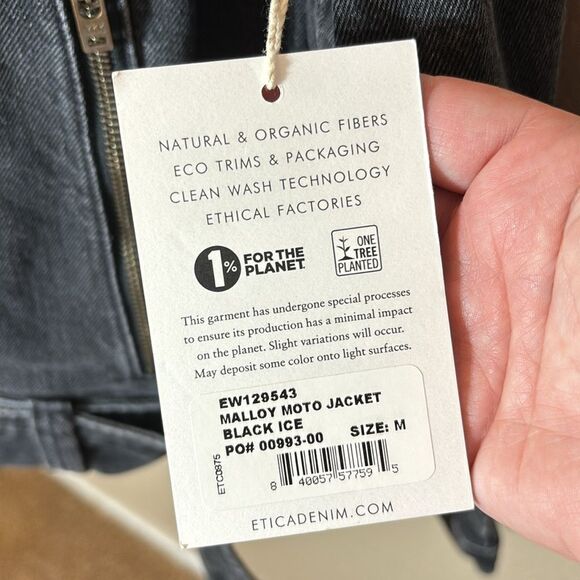 NATURAL & ORGANIC FIBERS
ECO TRIMS & PACKAGING
CLEAN WASH TECHNOLOGY
ETHICAL FACTORIES
1% FOR THE PLANET
ONE TREE PLANTED
This garment has undergone special processes
to ensure its production has a minimal impact
on the planet. Slight variations will occur.
May deposit some color onto light surfaces.
EW129543
MALLOY MOTO JACKET
BLACK ICE
PO# 00993-00 SIZE: M
ETC0875
8 40057 57759 5
ETICADENIM.COM